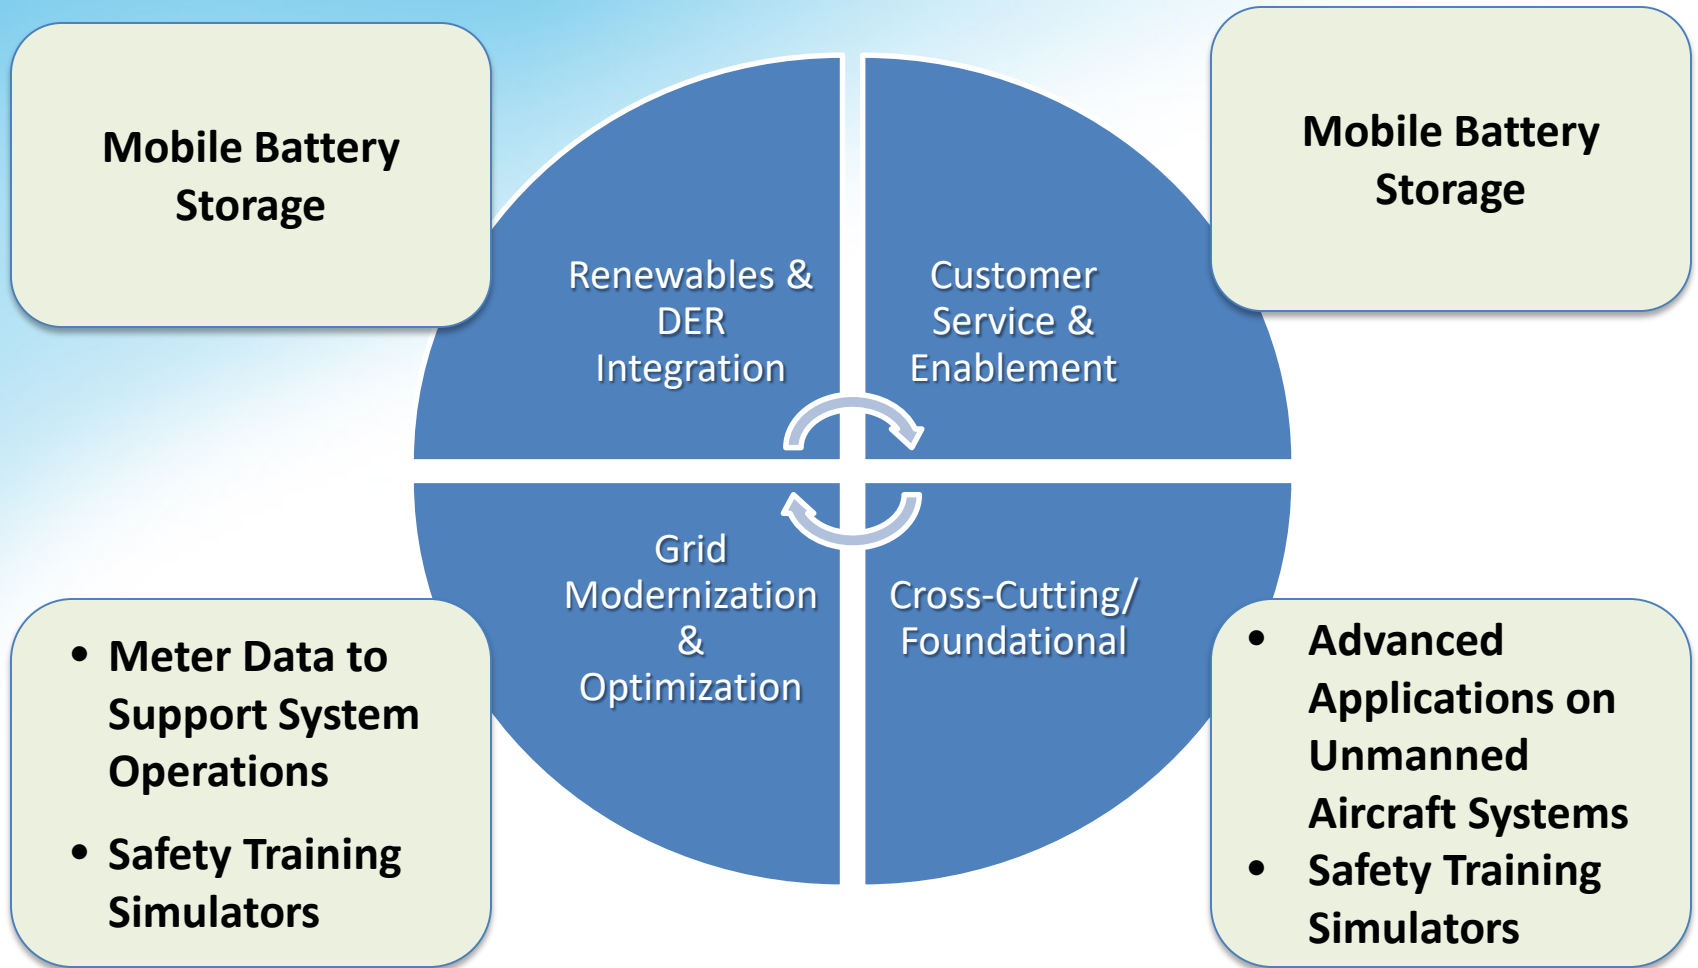 Mobile Battery
Storage
Mobile Battery
Storage
Renewables &
DER
Integration
Customer
Service &
Enablement
Grid
Modernization
&
Optimization
Cross-Cutting/
Foundational
• Meter Data to
Support System
Operations
• Safety Training
Simulators
• Advanced
Applications on
Unmanned
Aircraft Systems
• Safety Training
Simulators